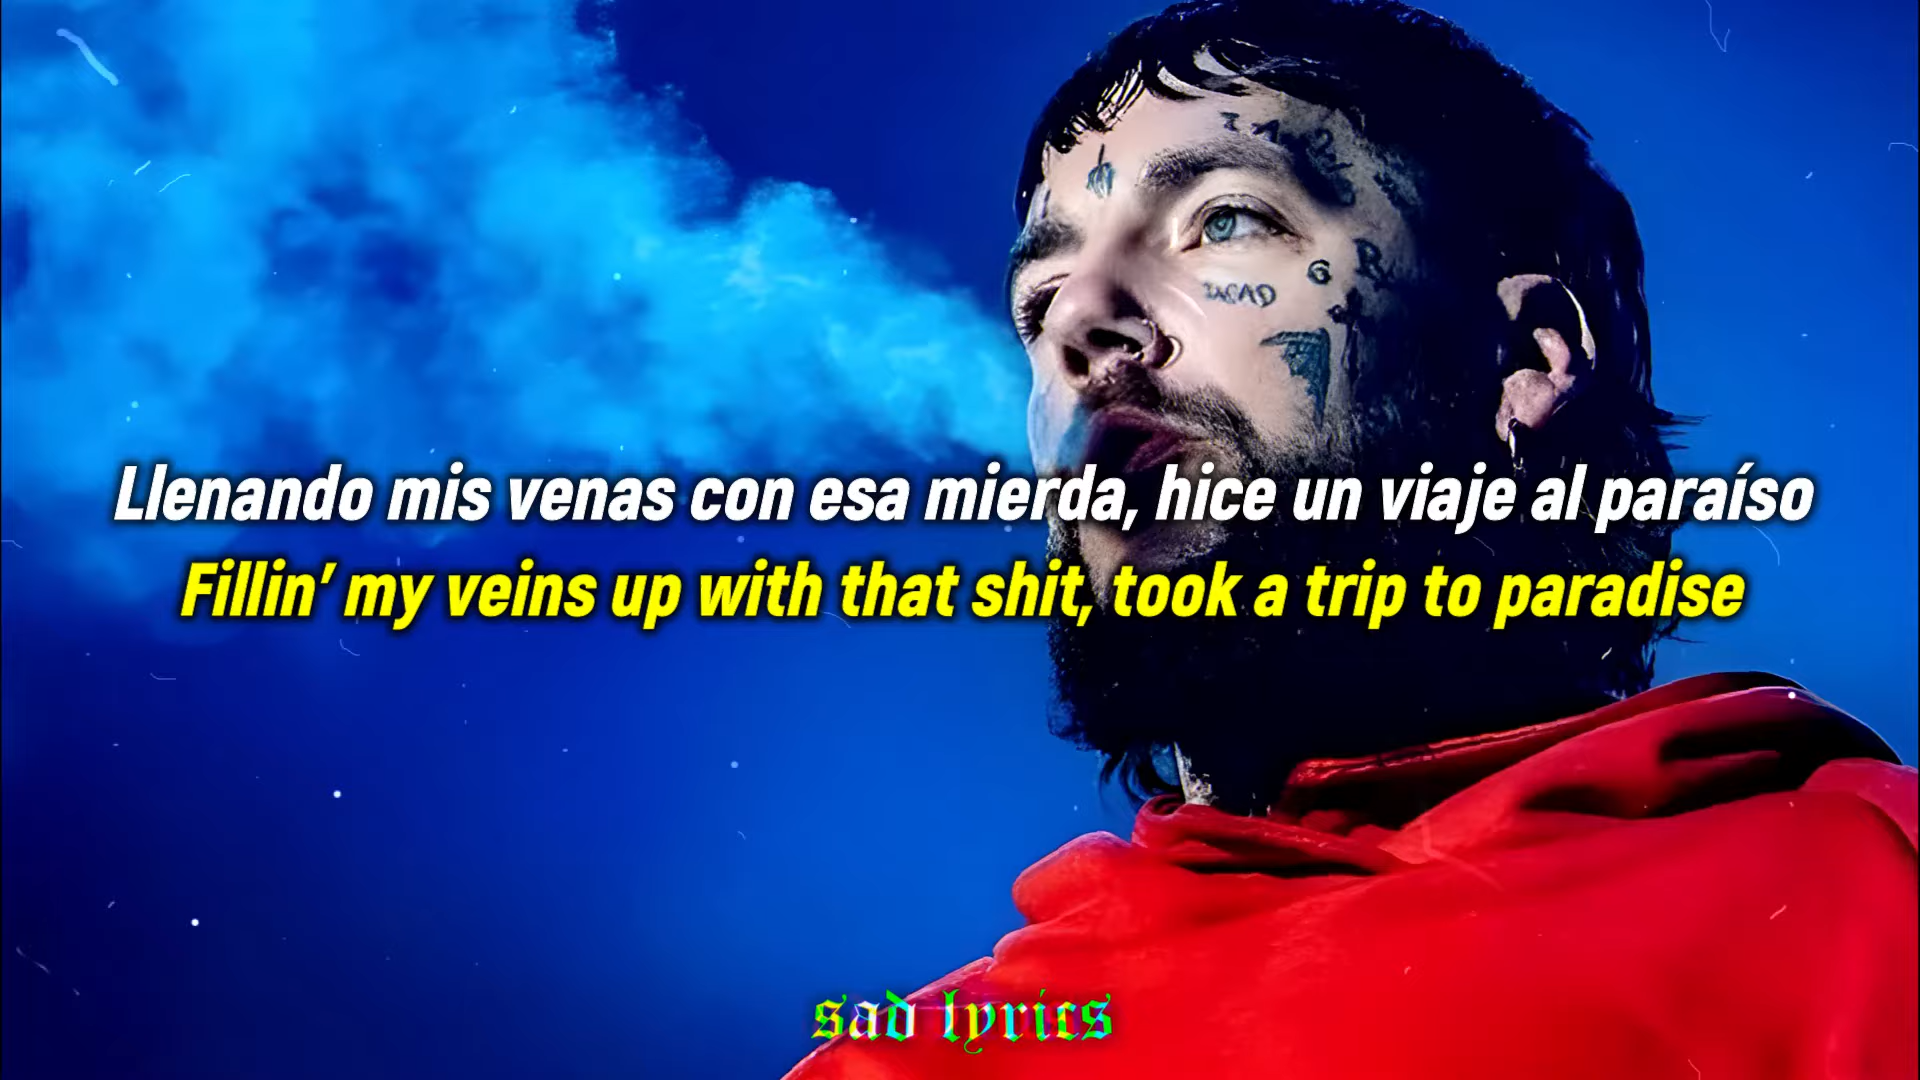 G
Llenando mis venas con esa mierda, hice un viaje al paraíso
Fillin' my veins up with that shit, took a trip to paradise
sad lyrics